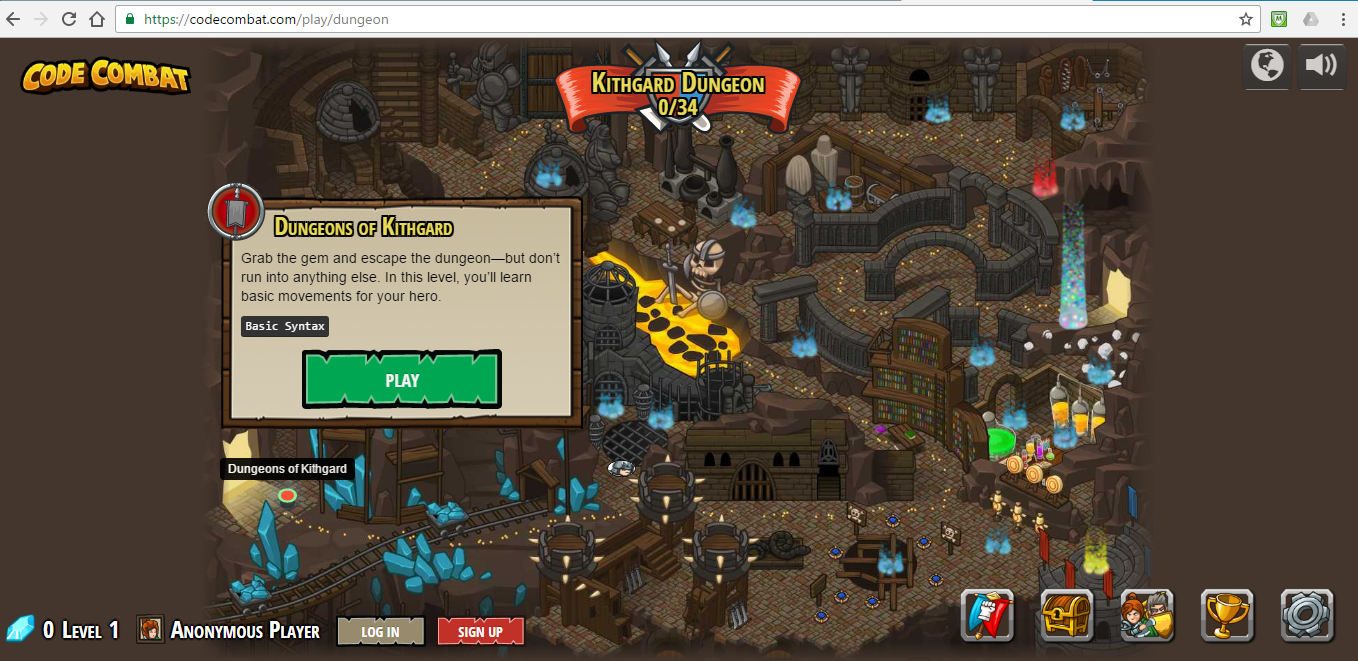 https://codecombat.com/play/dungeon
CODE COMBAT
KITHGARD DUNGEON
0/34
DUNGEONS OF KITHGARD
Grab the gem and escape the dungeon—but don't
run into anything else. In this level, you'll learn
basic movements for your hero.
Basic Syntax
PLAY
Dungeons of Kithgard
0 LEVEL 1
ANONYMOUS PLAYER
LOG IN
SIGN UP